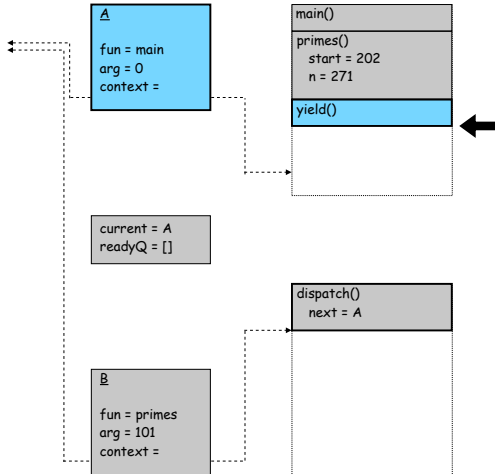 A
fun = main
arg = 0
context =
main()
primes()
start = 202
n = 271
yield()
current = A
readyQ = []
dispatch()
next = A
B
fun = primes
arg = 101
context =